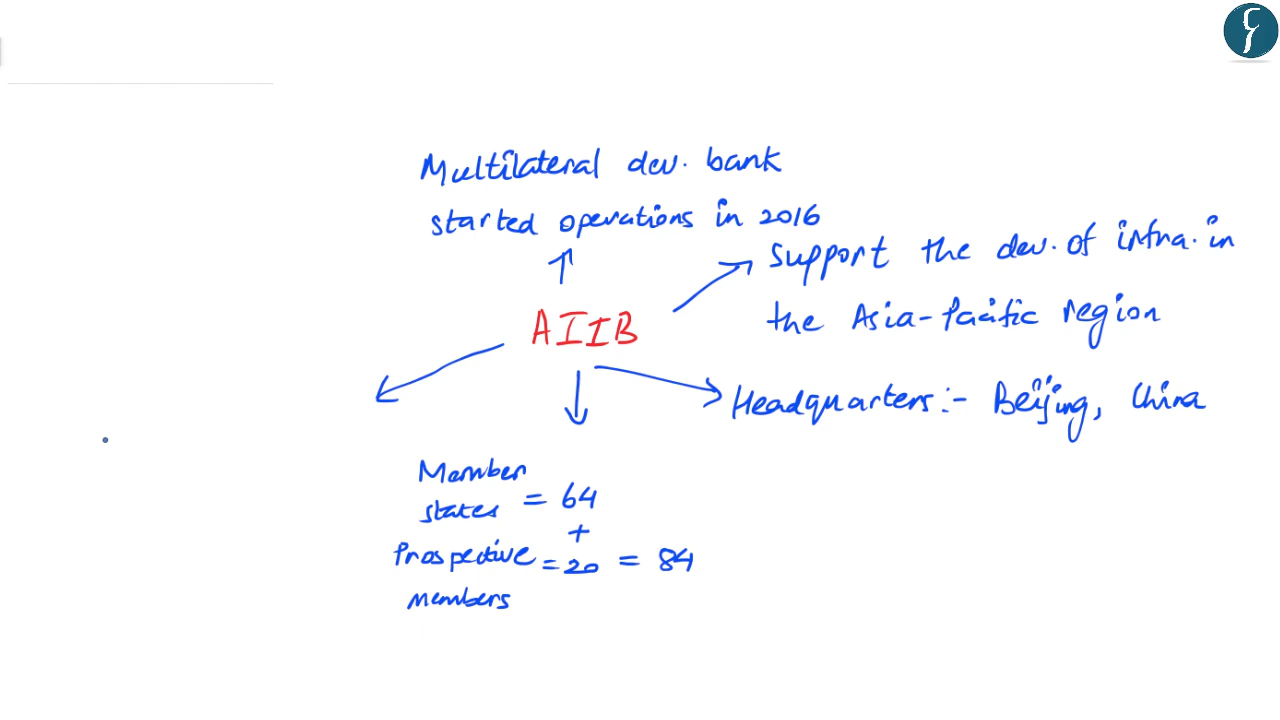 Multilateral dev. bank
started operations in 2016
Support the dev. of infra. in
the Asia-Pacific region
AIIB
Headquarters:- Beijing, China
Member
states = 64
+
Prospective = 20 = 84
members